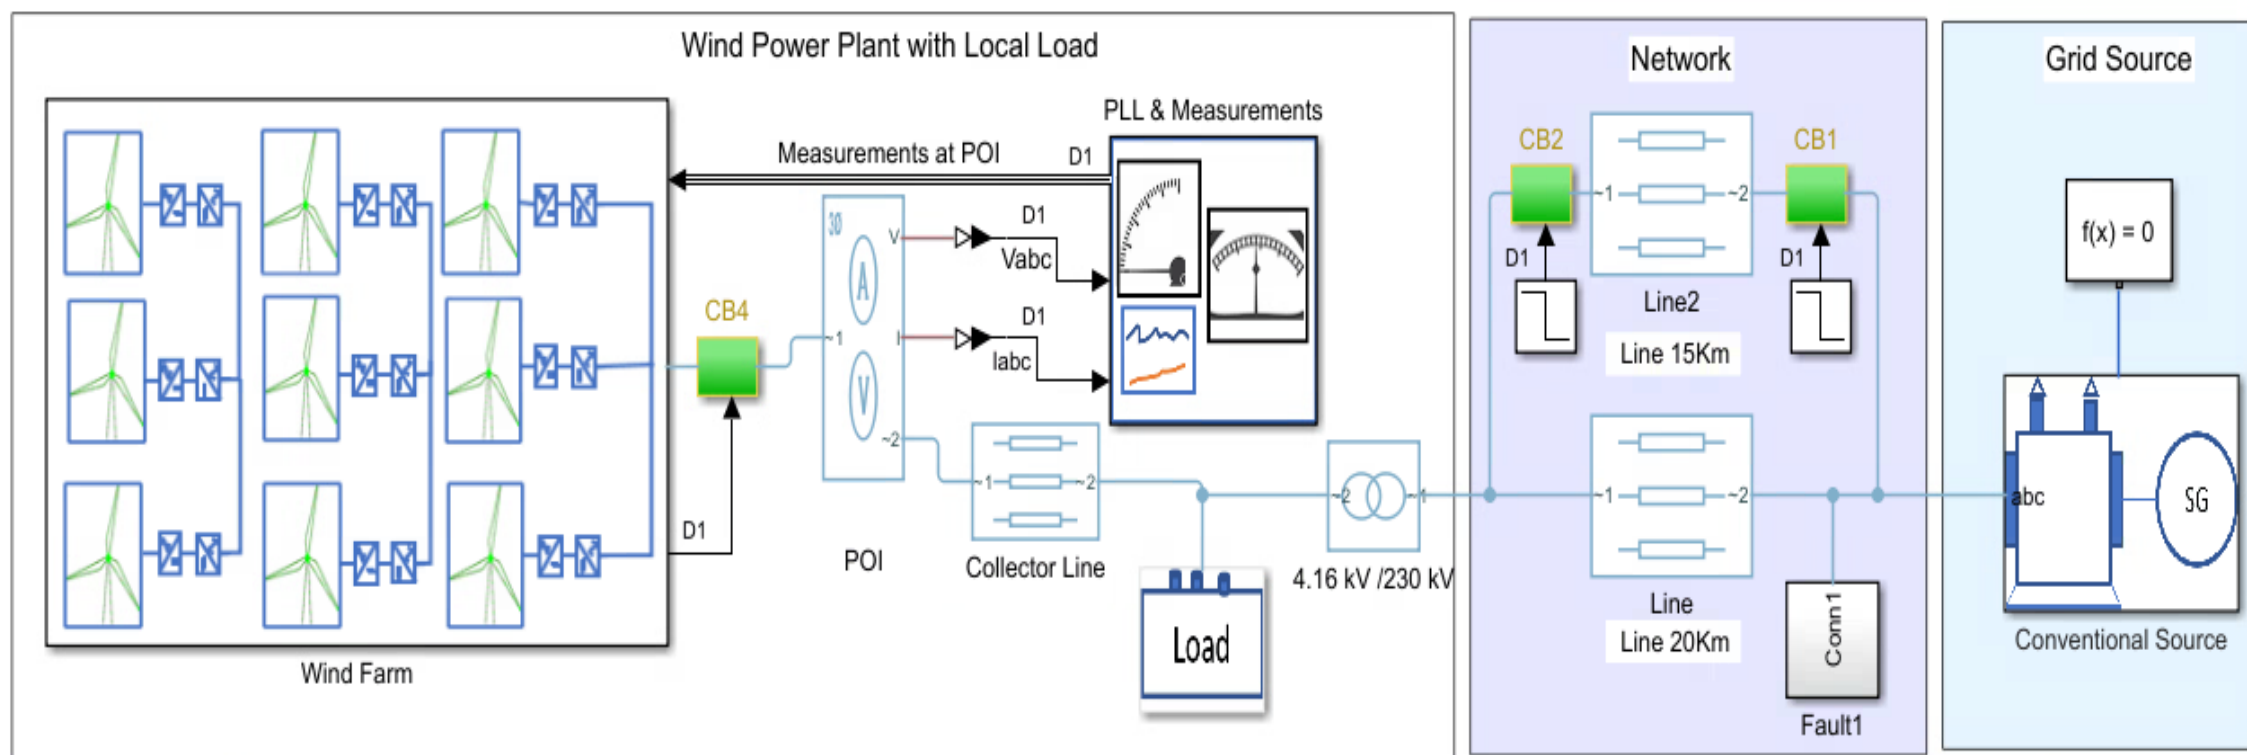 Wind Power Plant with Local Load
Measurements at POI
D1
PLL & Measurements
3Ø
A
V
V
I
~1
~2
D1
Vabc
D1
Iabc
CB4
D1
Wind Farm
POI
~1
~2
Collector Line
Load
~2
~1
4.16 kV /230 kV
Network
CB2
D1
~1
~2
CB1
D1
Line2
Line 15Km
~1
~2
Line
Line 20Km
Conn1
Fault1
Grid Source
f(x) = 0
abc
SG
Conventional Source